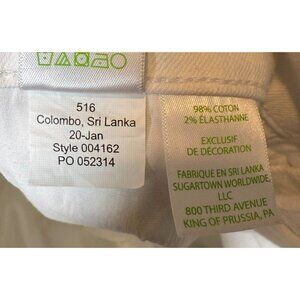 516
Colombo, Sri Lanka
20-Jan
Style 004162
PO 052314
98% COTON
2% ÉLASTHANNE
EXCLUSIF
DE DÉCORATION
FABRIQUÉ EN SRI LANKA
SUGARTOWN WORLDWIDE,
LLC
800 THIRD AVENUE
KING OF PRUSSIA, PA